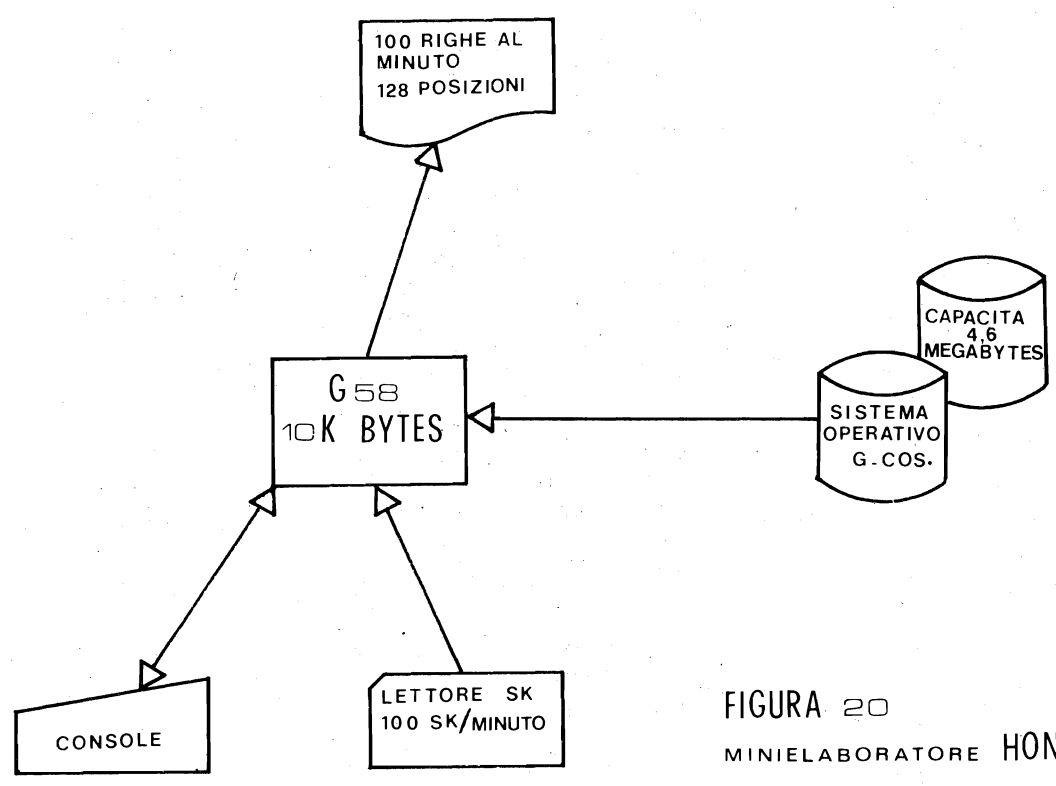 100 RIGHE AL
MINUTO
128 POSIZIONI
CAPACITA
4,6
MEGABYTES
G 58
10K BYTES
SISTEMA
OPERATIVO
G-COS.
CONSOLE
LETTORE SK
100 SK/MINUTO
FIGURA 20
MINIELABORATORE